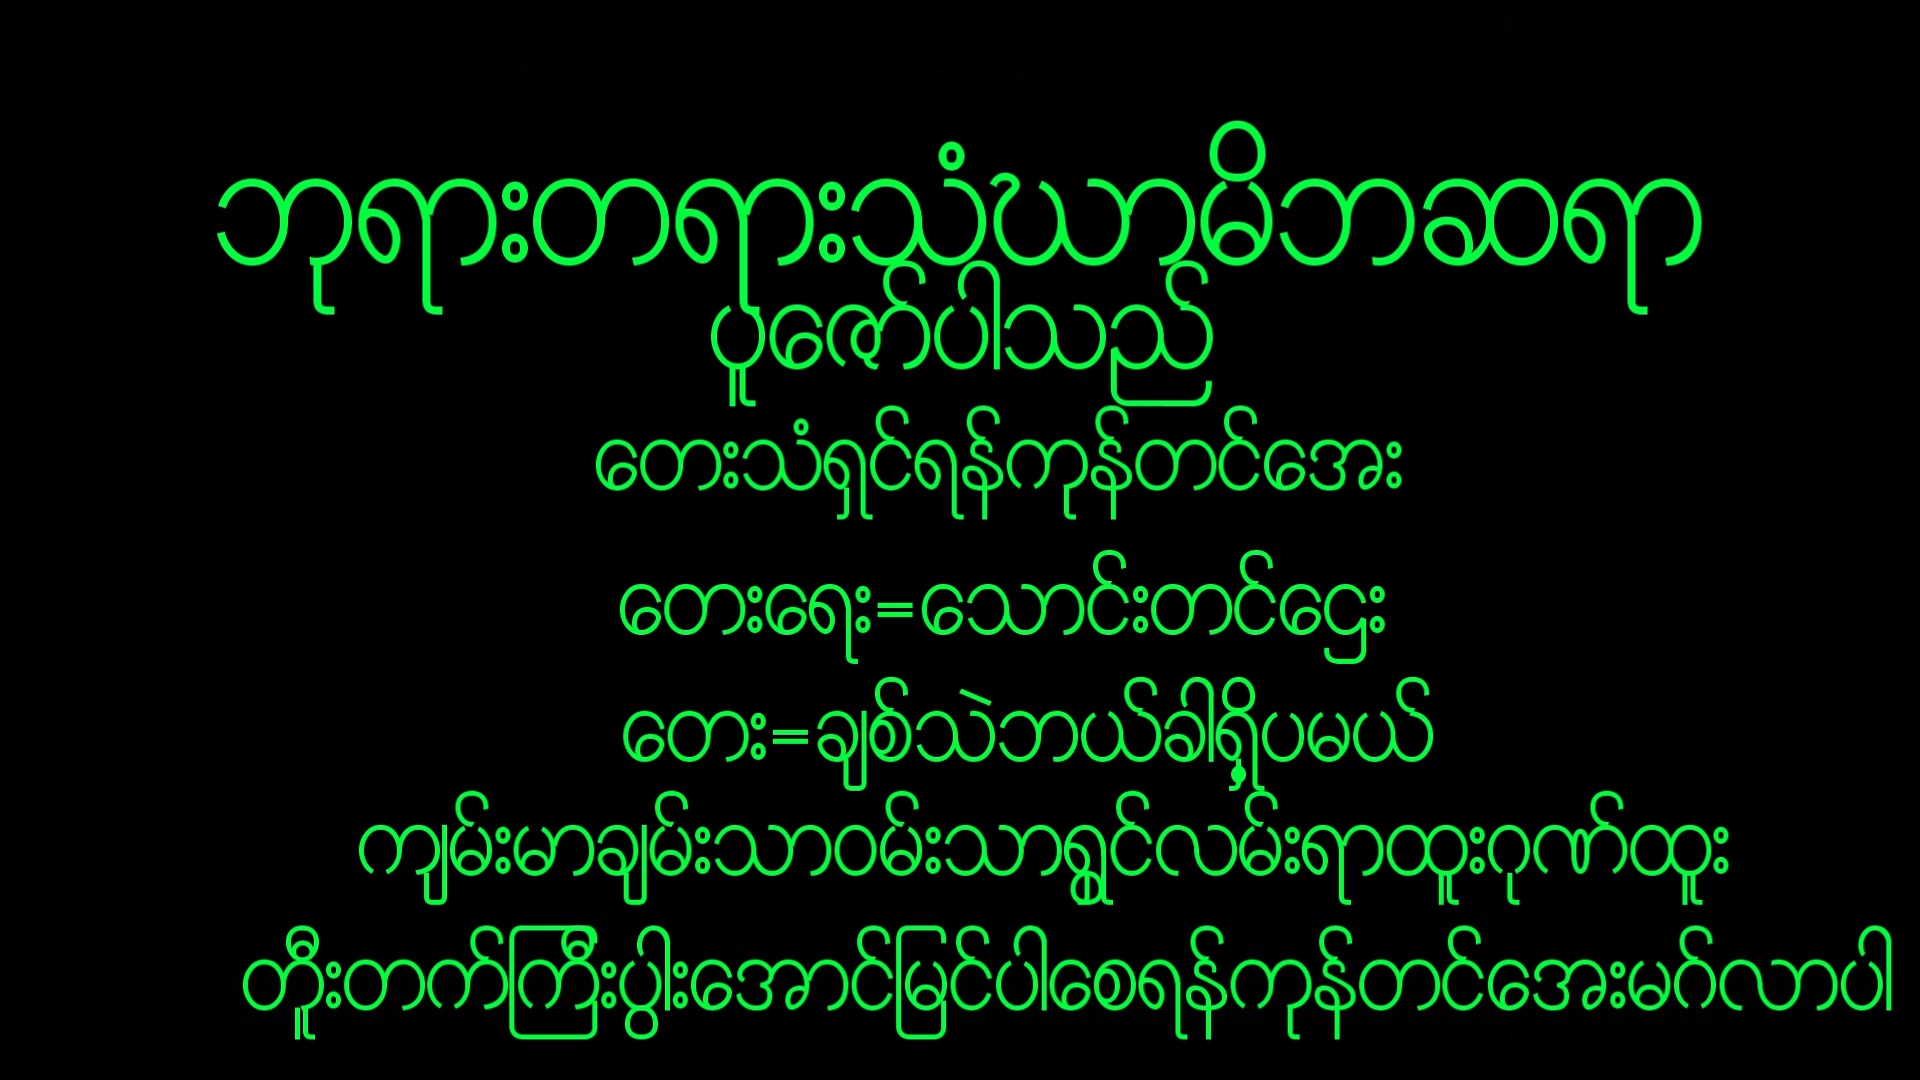 ဘုရားတရားသံဃာမိဘဆရာ
ပူဇော်ပါသည်
တေးသံရှင်ရန်ကုန်တင်အေး
တေးရေး=သောင်းတင်ဌေး
တေး=ချစ်သဲဘယ်ခါရှိပမယ်
ကျမ်းမာချမ်းသာဝမ်းသာရွှင်လမ်းရာထူးဂုဏ်ထူး
တီူးတက်ကြီးပွါးအောင်မြင်ပါစေရန်ကုန်တင်အေးမင်္ဂလာပါ